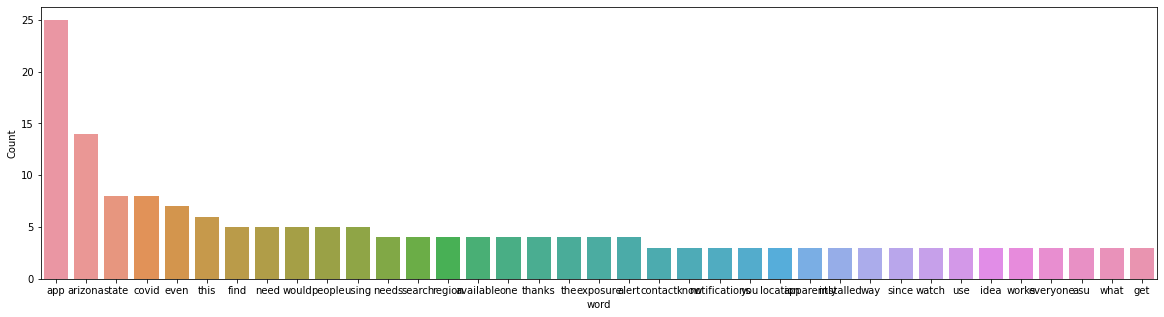 25
20
15
10
5
0
Count
app arizona state covid even this find need would people using needs search region available one thanks the exposure alert contact know notifications you location apparently installed way since watch use idea works everyone asu what get
word